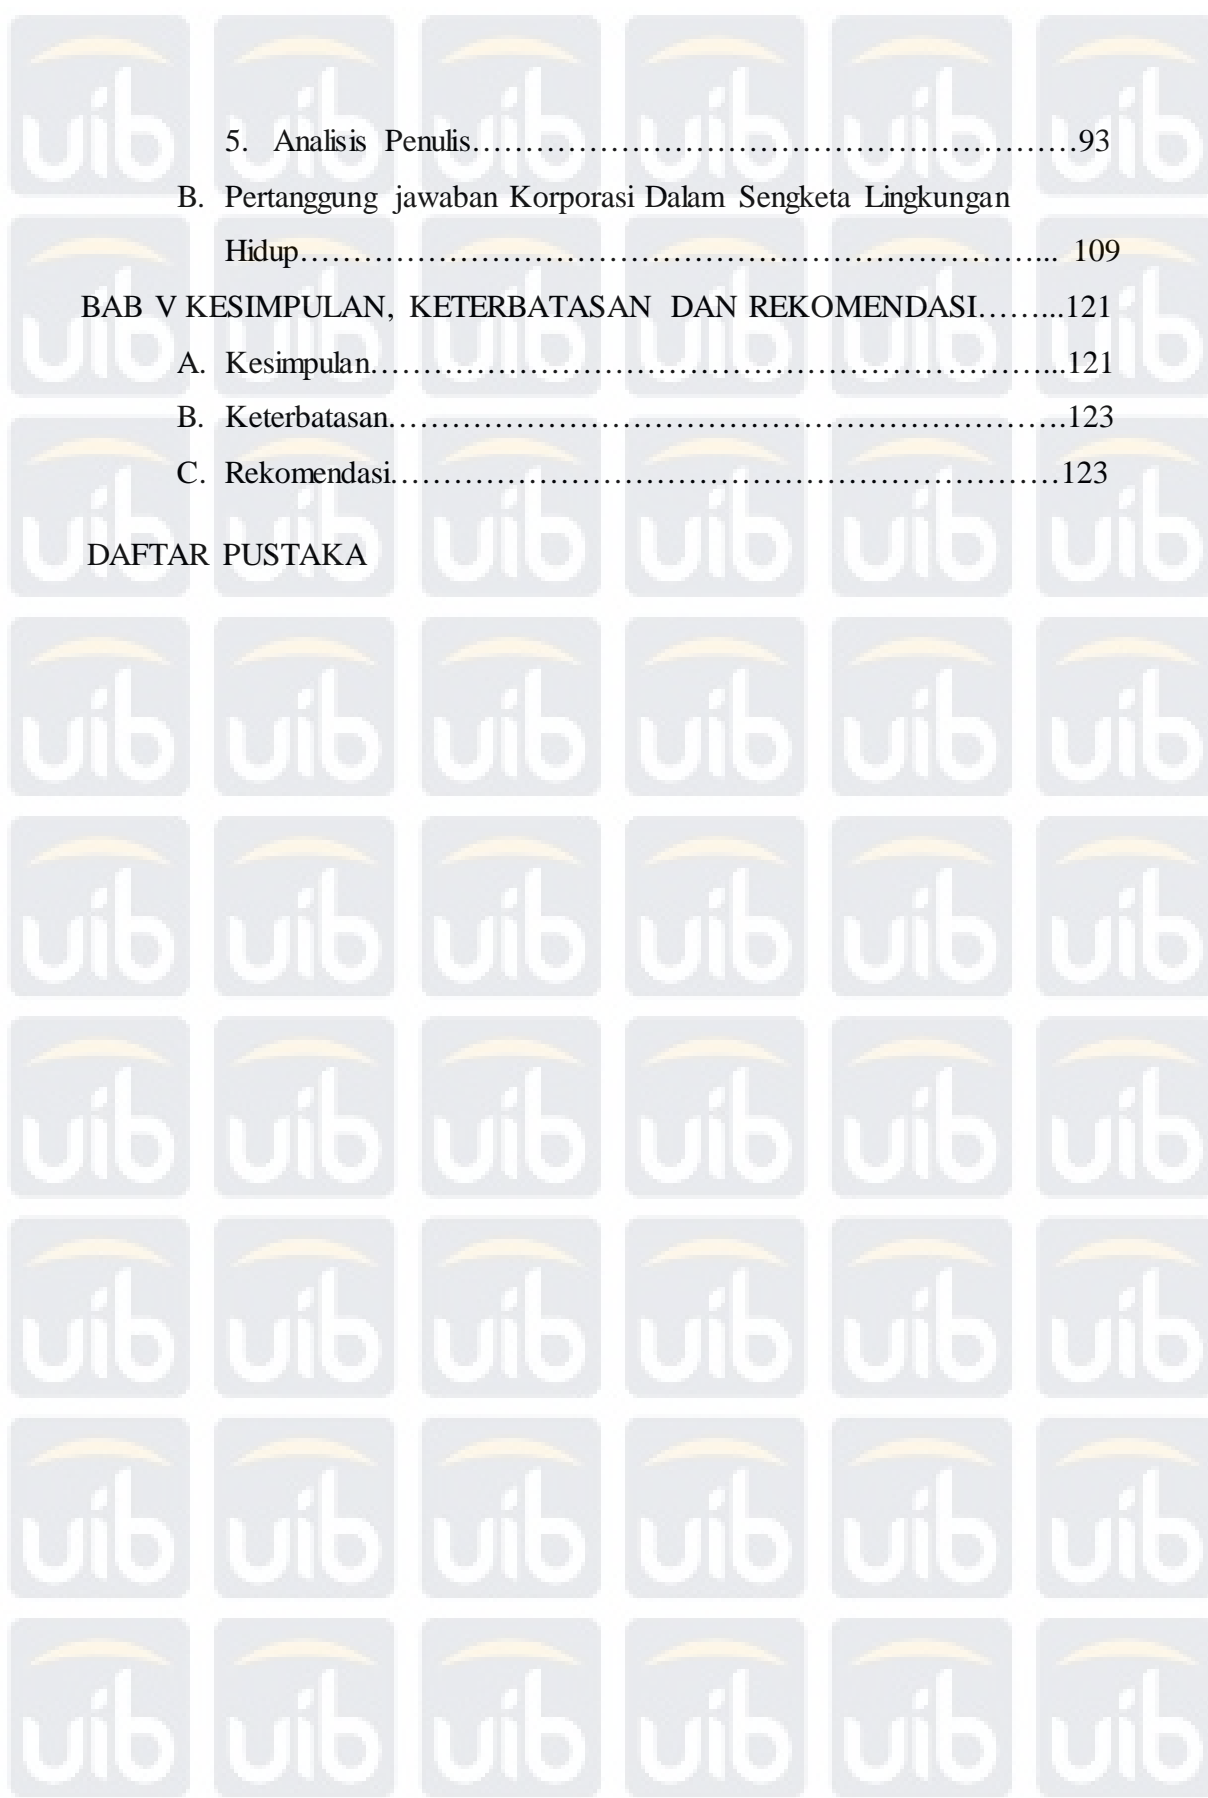 5. Analisis Penulis…………………………………………………93
B. Pertanggung jawaban Korporasi Dalam Sengketa Lingkungan
Hidup……………………………………………………………... 109
BAB V KESIMPULAN, KETERBATASAN DAN REKOMENDASI……...121
A. Kesimpulan…………………………………………………………...121
B. Keterbatasan……………………………………………………….123
C. Rekomendasi………………………………………………………123
DAFTAR PUSTAKA